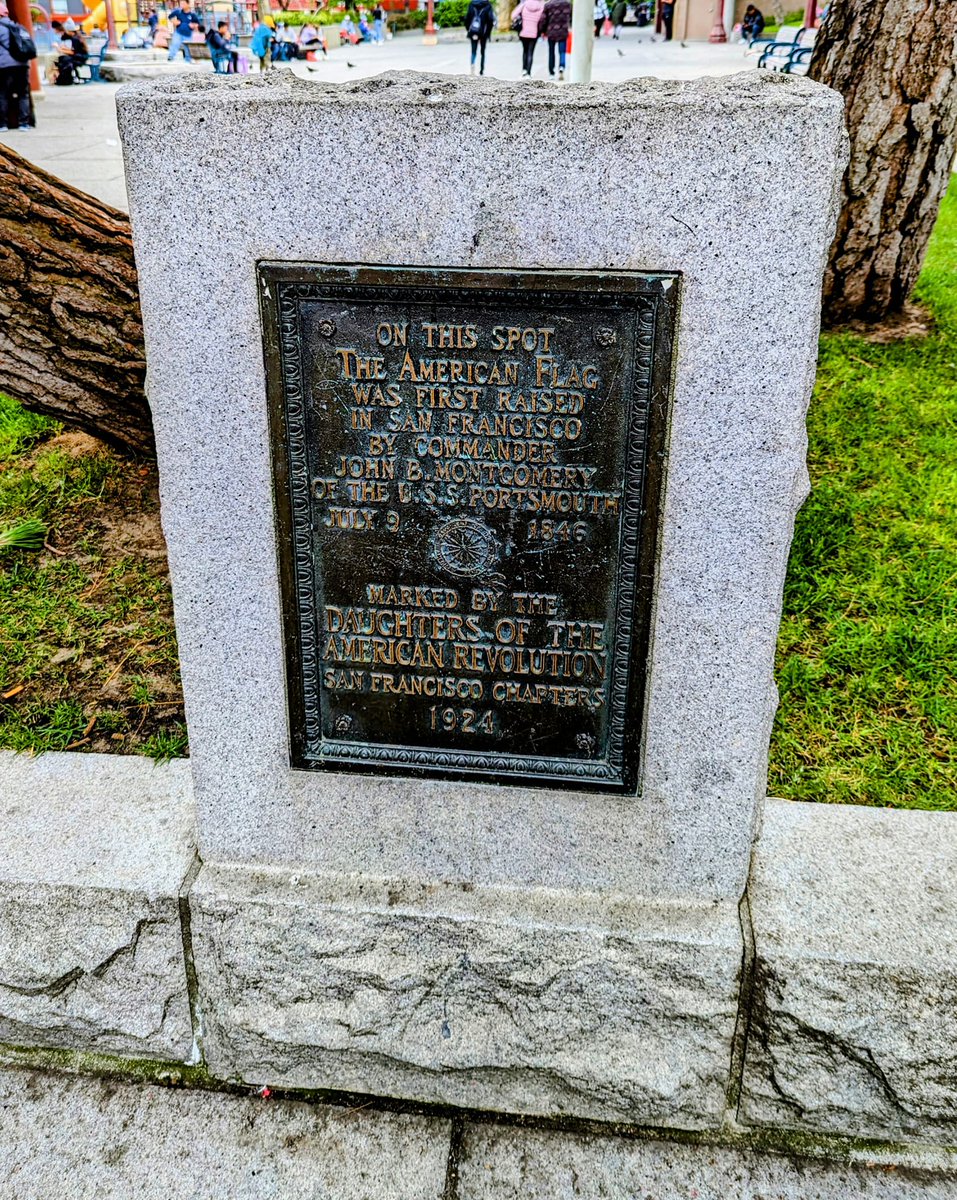 ON THIS SPOT
THE AMERICAN FLAG
WAS FIRST RAISED
IN SAN FRANCISCO
BY COMMANDER
JOHN B. MONTGOMERY
OF THE U.S.S. PORTSMOUTH
JULY 9 1846
MARKED BY THE
DAUGHTERS OF THE
AMERICAN REVOLUTION
SAN FRANCISCO CHAPTERS
1924